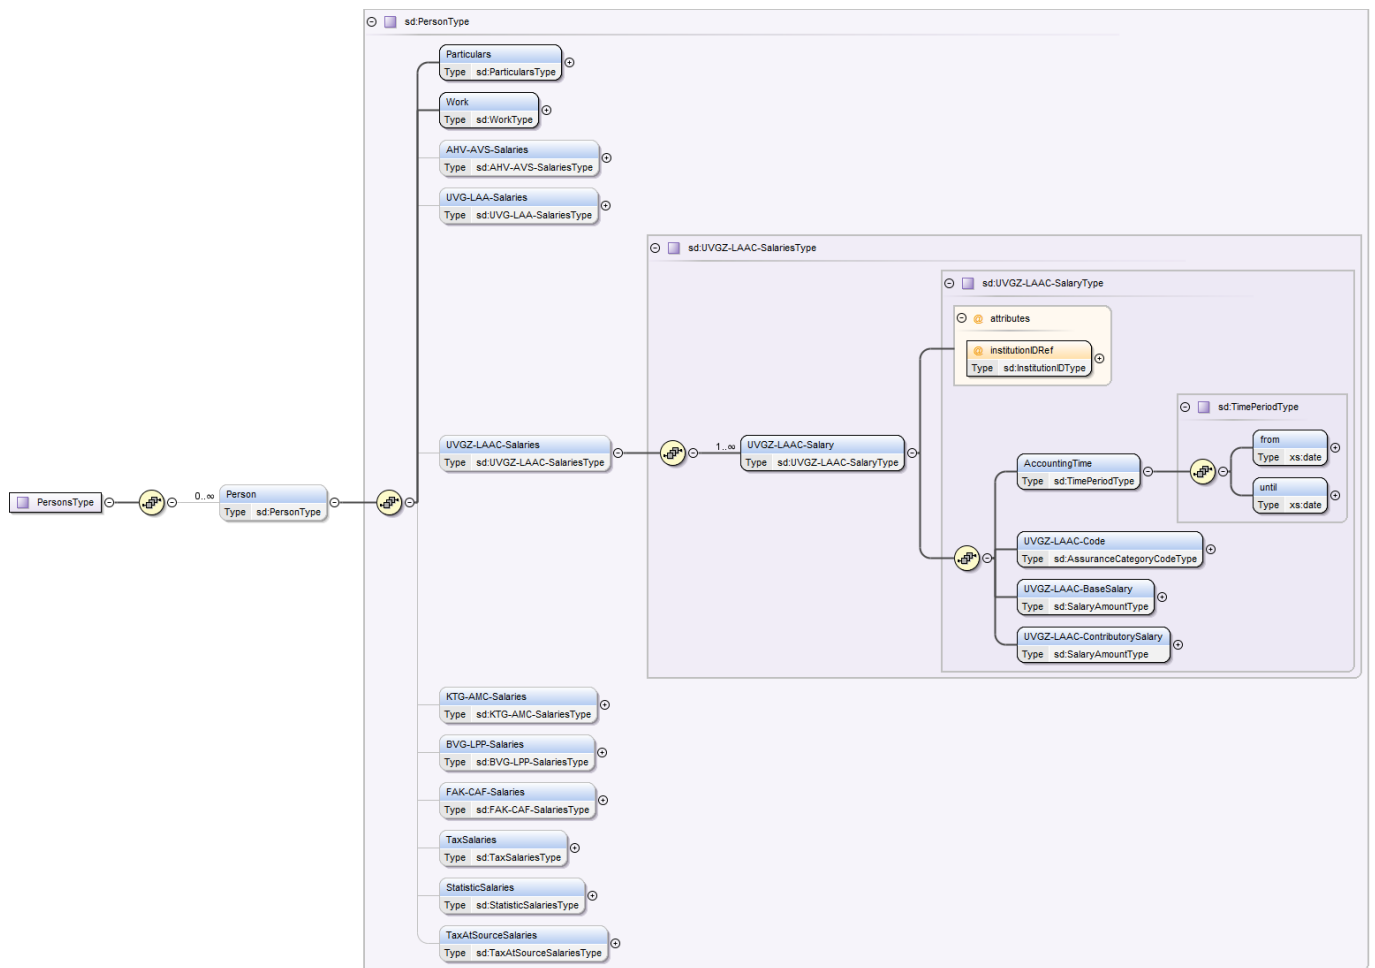 sd:PersonType
Particulars
Type sd:ParticularsType
Work
Type sd:WorkType
AHV-AVS-Salaries
Type sd:AHV-AVS-SalariesType
UVG-LAA-Salaries
Type sd:UVG-LAA-SalariesType
sd:UVGZ-LAAC-SalariesType
sd:UVGZ-LAAC-SalaryType
@ attributes
@ institutionIDRef
Type sd:InstitutionIDType
sd:TimePeriodType
from
Type xs:date
until
Type xs:date
AccountingTime
Type sd:TimePeriodType
UVGZ-LAAC-Salaries
Type sd:UVGZ-LAAC-SalariesType
1..∞
UVGZ-LAAC-Salary
Type sd:UVGZ-LAAC-SalaryType
PersonsType
0..∞
Person
Type sd:PersonType
UVGZ-LAAC-Code
Type sd:AssuranceCategoryCodeType
UVGZ-LAAC-BaseSalary
Type sd:SalaryAmountType
UVGZ-LAAC-ContributorySalary
Type sd:SalaryAmountType
KTG-AMC-Salaries
Type sd:KTG-AMC-SalariesType
BVG-LPP-Salaries
Type sd:BVG-LPP-SalariesType
FAK-CAF-Salaries
Type sd:FAK-CAF-SalariesType
TaxSalaries
Type sd:TaxSalariesType
StatisticSalaries
Type sd:StatisticSalariesType
TaxAtSourceSalaries
Type sd:TaxAtSourceSalariesType